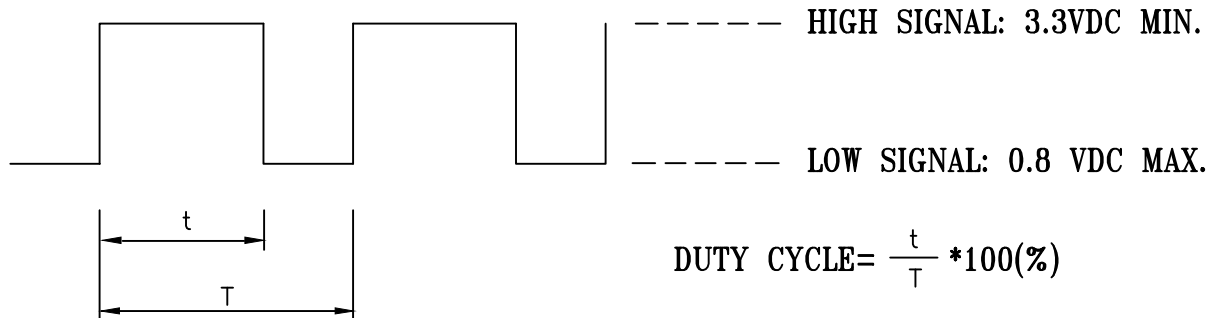 HIGH SIGNAL: 3.3VDC MIN.
LOW SIGNAL: 0.8 VDC MAX.
t
T
DUTY CYCLE= t/T *100(%)